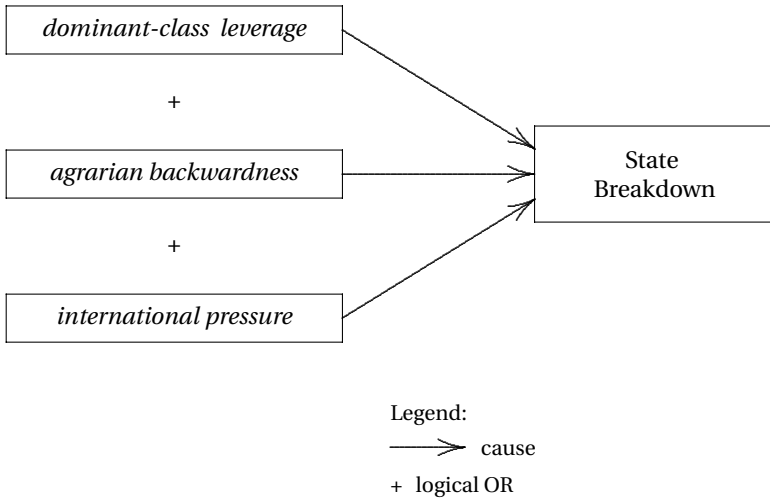 dominant-class leverage
+
agrarian backwardness
+
international pressure
State
Breakdown
Legend:
cause
+ logical OR